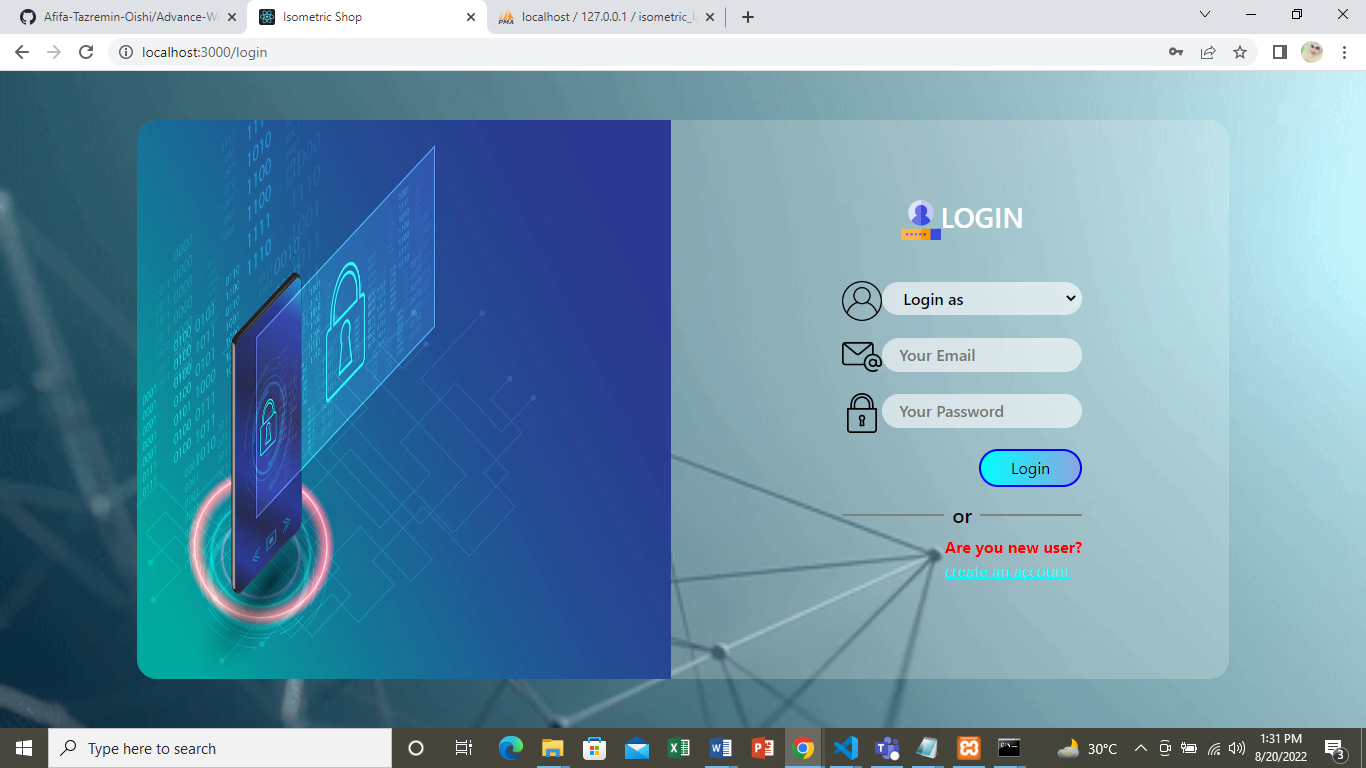 Afifa-Tazremin-Oishi/Advance-W
Isometric Shop
localhost / 127.0.0.1 / isometric_l
localhost:3000/login
LOGIN
Login as
Your Email
Your Password
Login
or
Are you new user?
create an account
Type here to search
30°C
1:31 PM
8/20/2022
3